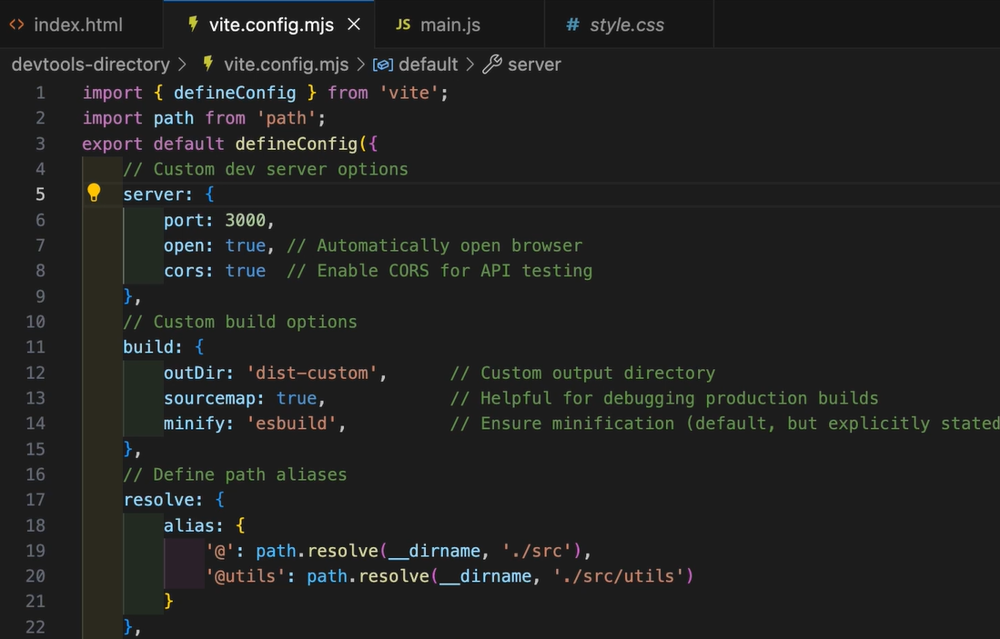 index.html vite.config.mjs main.js style.css
devtools-directory > vite.config.mjs > default > server
1 import { defineConfig } from 'vite';
2 import path from 'path';
3 export default defineConfig({
4 // Custom dev server options
5 server: {
6 port: 3000,
7 open: true, // Automatically open browser
8 cors: true // Enable CORS for API testing
9 },
10 // Custom build options
11 build: {
12 outDir: 'dist-custom', // Custom output directory
13 sourcemap: true, // Helpful for debugging production builds
14 minify: 'esbuild', // Ensure minification (default, but explicitly stated
15 },
16 // Define path aliases
17 resolve: {
18 alias: {
19 '@': path.resolve(__dirname, './src'),
20 '@utils': path.resolve(__dirname, './src/utils')
21 }
22 },